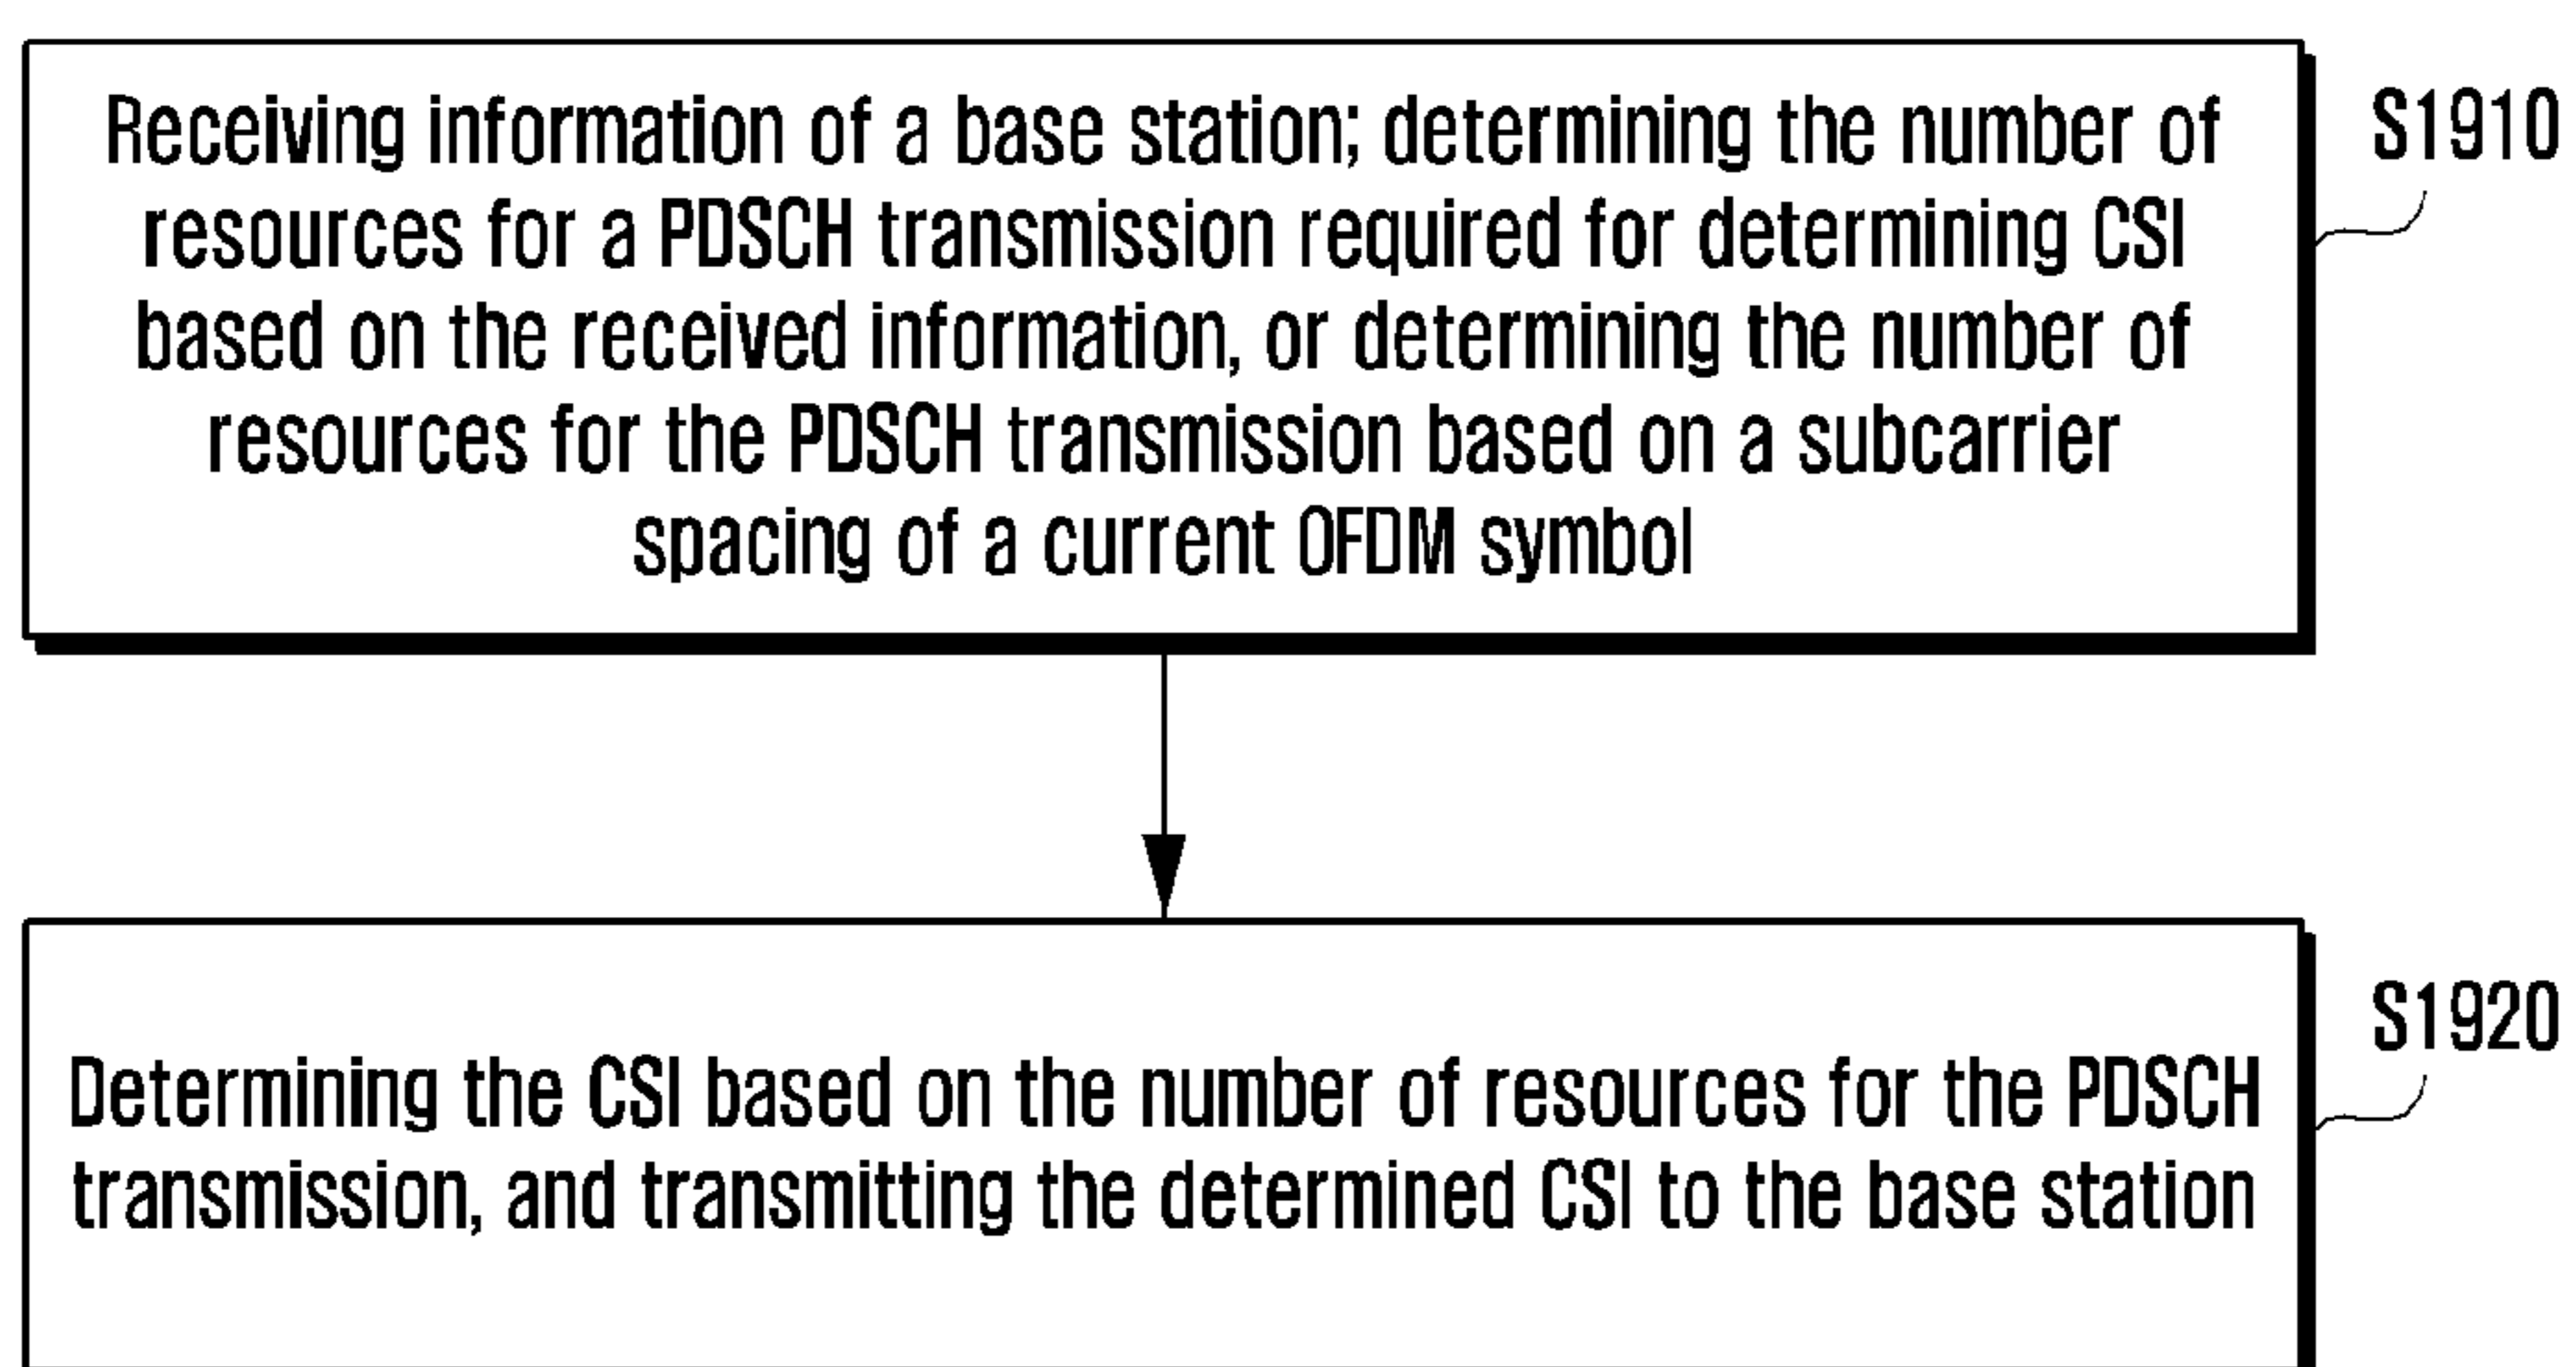 Receiving information of a base station; determining the number of
resources for a PDSCH transmission required for determining CSI
based on the received information, or determining the number of
resources for the PDSCH transmission based on a subcarrier
spacing of a current OFDM symbol
S1910
Determining the CSI based on the number of resources for the PDSCH
transmission, and transmitting the determined CSI to the base station
S1920